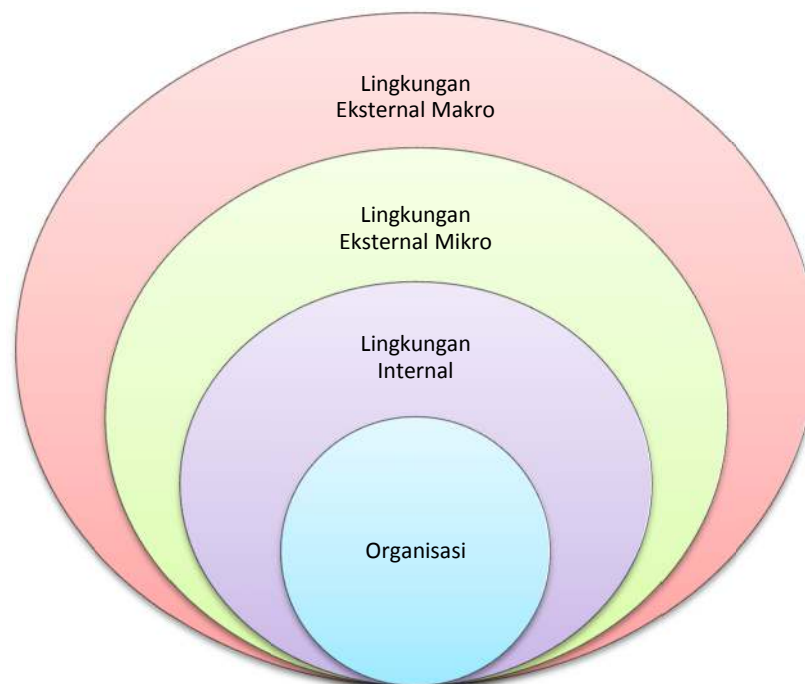 Lingkungan
Eksternal Makro
Lingkungan
Eksternal Mikro
Lingkungan
Internal
Organisasi